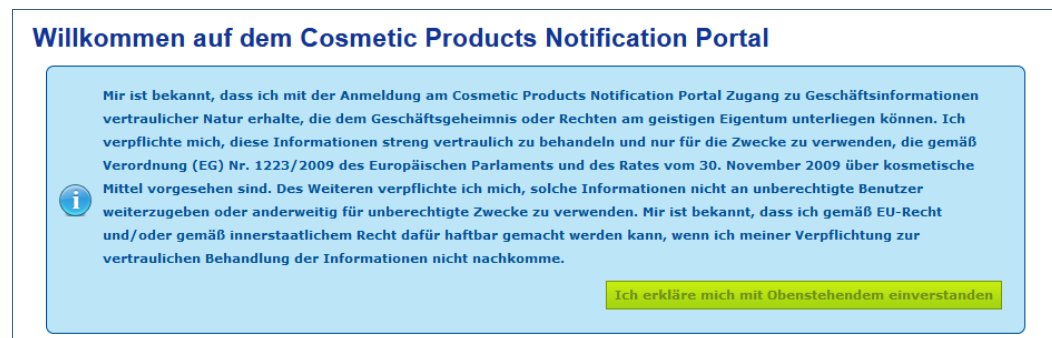 Willkommen auf dem Cosmetic Products Notification Portal
Mir ist bekannt, dass ich mit der Anmeldung am Cosmetic Products Notification Portal Zugang zu Geschäftsinformationen
vertraulicher Natur erhalte, die dem Geschäftsgeheimnis oder Rechten am geistigen Eigentum unterliegen können. Ich
verpflichte mich, diese Informationen streng vertraulich zu behandeln und nur für die Zwecke zu verwenden, die gemäß
Verordnung (EG) Nr. 1223/2009 des Europäischen Parlaments und des Rates vom 30. November 2009 über kosmetische
Mittel vorgesehen sind. Des Weiteren verpflichte ich mich, solche Informationen nicht an unberechtigte Benutzer
weiterzugeben oder anderweitig für unberechtigte Zwecke zu verwenden. Mir ist bekannt, dass ich gemäß EU-Recht
und/oder gemäß innerstaatlichem Recht dafür haftbar gemacht werden kann, wenn ich meiner Verpflichtung zur
vertraulichen Behandlung der Informationen nicht nachkomme.
Ich erkläre mich mit Obenstehendem einverstanden